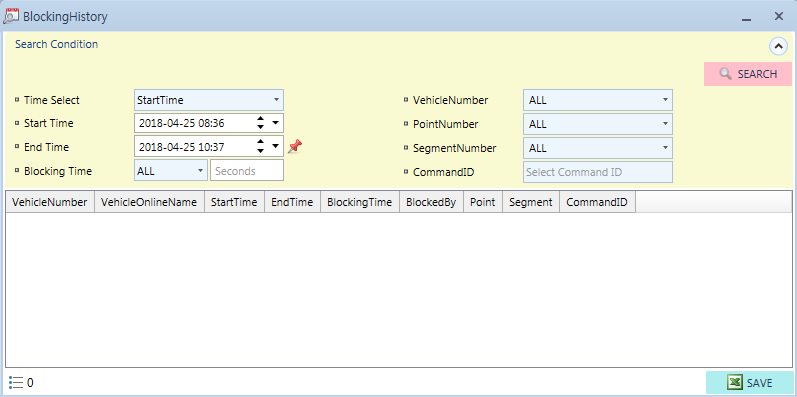 BlockingHistory
Search Condition
SEARCH
Time Select StartTime VehicleNumber ALL
Start Time 2018-04-25 08:36 PointNumber ALL
End Time 2018-04-25 10:37 SegmentNumber ALL
Blocking Time ALL Seconds CommandID Select Command ID
VehicleNumber VehicleOnlineName StartTime EndTime BlockingTime BlockedBy Point Segment CommandID
0 SAVE